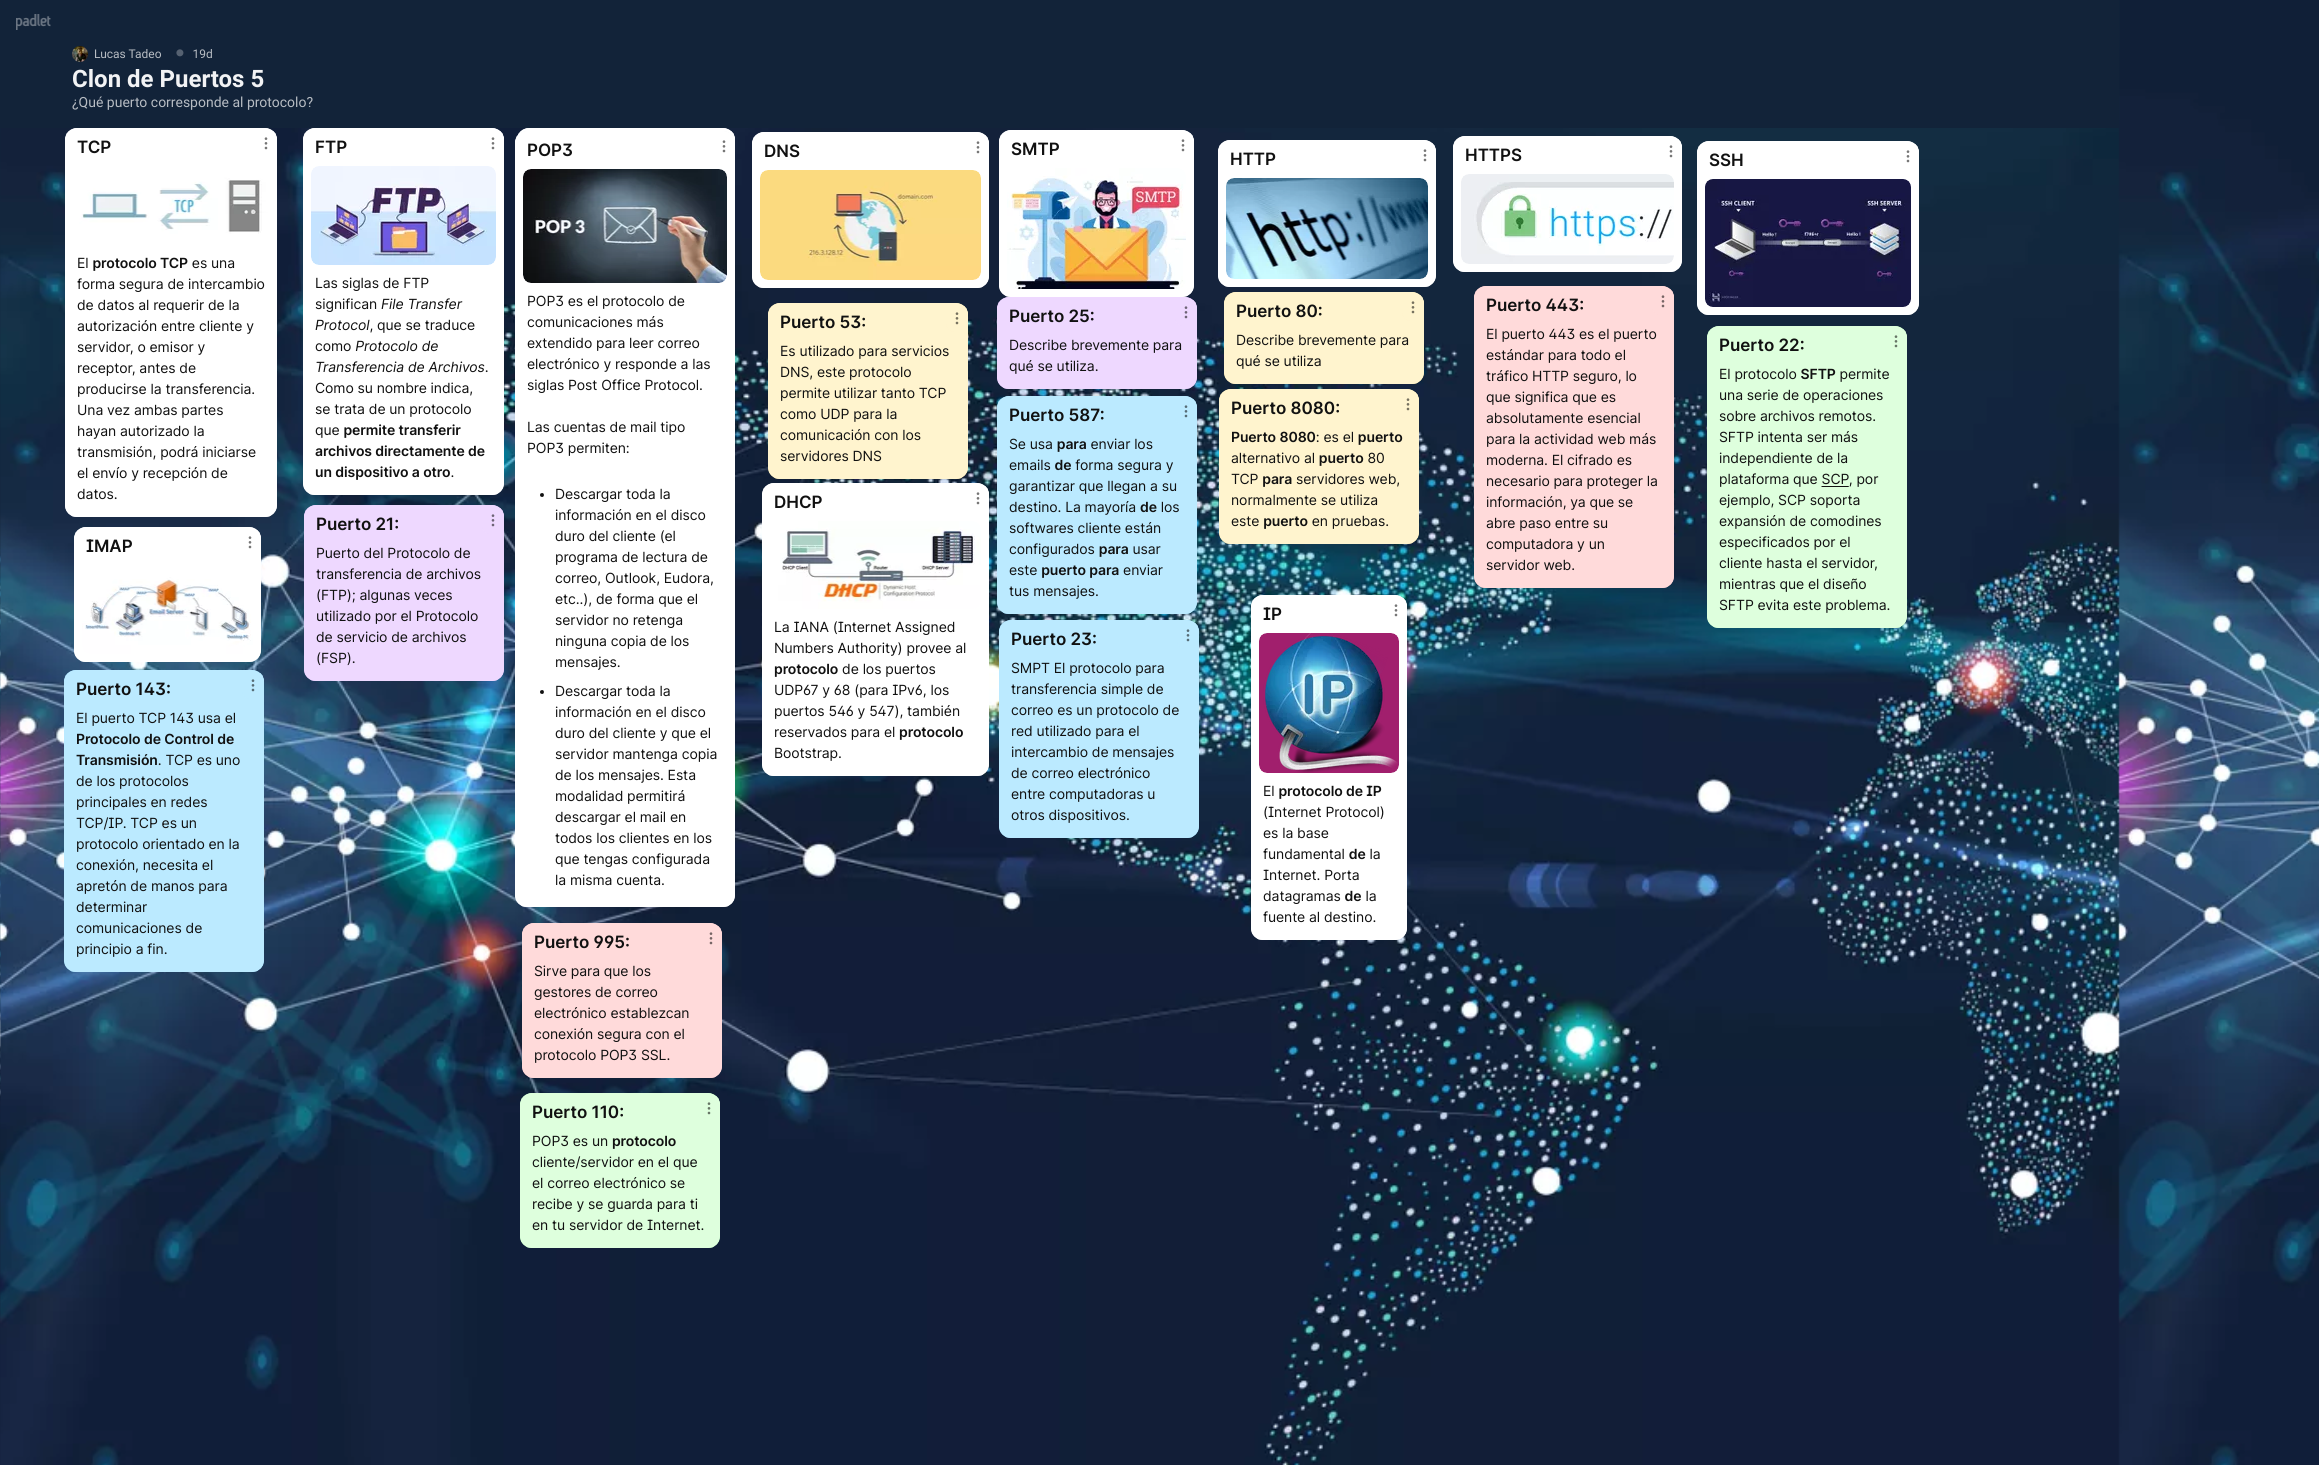 padlet
Lucas Tadeo • 19d
Clon de Puertos 5
¿Qué puerto corresponde al protocolo?
TCP
TCP
El protocolo TCP es una
forma segura de intercambio
de datos al requerir de la
autorización entre cliente y
servidor, o emisor y
receptor, antes de
producirse la transferencia.
Una vez ambas partes
hayan autorizado la
transmisión, podrá iniciarse
el envío y recepción de
datos.
IMAP
Email Server
Puerto 143:
El puerto TCP 143 usa el
Protocolo de Control de
Transmisión. TCP es uno
de los protocolos
principales en redes
TCP/IP. TCP es un
protocolo orientado en la
conexión, necesita el
apretón de manos para
determinar
comunicaciones de
principio a fin.
FTP
FTP
Las siglas de FTP
significan File Transfer
Protocol, que se traduce
como Protocolo de
Transferencia de Archivos.
Como su nombre indica,
se trata de un protocolo
que permite transferir
archivos directamente de
un dispositivo a otro.
Puerto 21:
Puerto del Protocolo de
transferencia de archivos
(FTP); algunas veces
utilizado por el Protocolo
de servicio de archivos
(FSP).
POP3
POP 3
POP3 es el protocolo de
comunicaciones más
extendido para leer correo
electrónico y responde a las
siglas Post Office Protocol.
Las cuentas de mail tipo
POP3 permiten:
• Descargar toda la
información en el disco
duro del cliente (el
programa de lectura de
correo, Outlook, Eudora,
etc..), de forma que el
servidor no retenga
ninguna copia de los
mensajes.
• Descargar toda la
información en el disco
duro del cliente y que el
servidor mantenga copia
de los mensajes. Esta
modalidad permitirá
descargar el mail en
todos los clientes en los
que tengas configurada
la misma cuenta.
Puerto 995:
Sirve para que los
gestores de correo
electrónico establezcan
conexión segura con el
protocolo POP3 SSL.
Puerto 110:
POP3 es un protocolo
cliente/servidor en el que
el correo electrónico se
recibe y se guarda para ti
en tu servidor de Internet.
DNS
domain.com
216.3.128.12
Puerto 53:
Es utilizado para servicios
DNS, este protocolo
permite utilizar tanto TCP
como UDP para la
comunicación con los
servidores DNS
DHCP
DHCP Client
Router
DHCP Server
DHCP
Dynamic Host
Configuration Protocol
La IANA (Internet Assigned
Numbers Authority) provee al
protocolo de los puertos
UDP67 y 68 (para IPv6, los
puertos 546 y 547), también
reservados para el protocolo
Bootstrap.
SMTP
SMTP
Puerto 25:
Describe brevemente para
qué se utiliza.
Puerto 587:
Se usa para enviar los
emails de forma segura y
garantizar que llegan a su
destino. La mayoría de los
softwares cliente están
configurados para usar
este puerto para enviar
tus mensajes.
Puerto 23:
SMPT El protocolo para
transferencia simple de
correo es un protocolo de
red utilizado para el
intercambio de mensajes
de correo electrónico
entre computadoras u
otros dispositivos.
HTTP
http://www
Puerto 80:
Describe brevemente para
qué se utiliza
Puerto 8080:
Puerto 8080: es el puerto
alternativo al puerto 80
TCP para servidores web,
normalmente se utiliza
este puerto en pruebas.
IP
IP
El protocolo de IP
(Internet Protocol)
es la base
fundamental de la
Internet. Porta
datagramas de la
fuente al destino.
HTTPS
https://
Puerto 443:
El puerto 443 es el puerto
estándar para todo el
tráfico HTTP seguro, lo
que significa que es
absolutamente esencial
para la actividad web más
moderna. El cifrado es
necesario para proteger la
información, ya que se
abre paso entre su
computadora y un
servidor web.
SSH
SSH CLIENT
SSH SERVER
Puerto 22:
El protocolo SFTP permite
una serie de operaciones
sobre archivos remotos.
SFTP intenta ser más
independiente de la
plataforma que SCP, por
ejemplo, SCP soporta
expansión de comodines
especificados por el
cliente hasta el servidor,
mientras que el diseño
SFTP evita este problema.